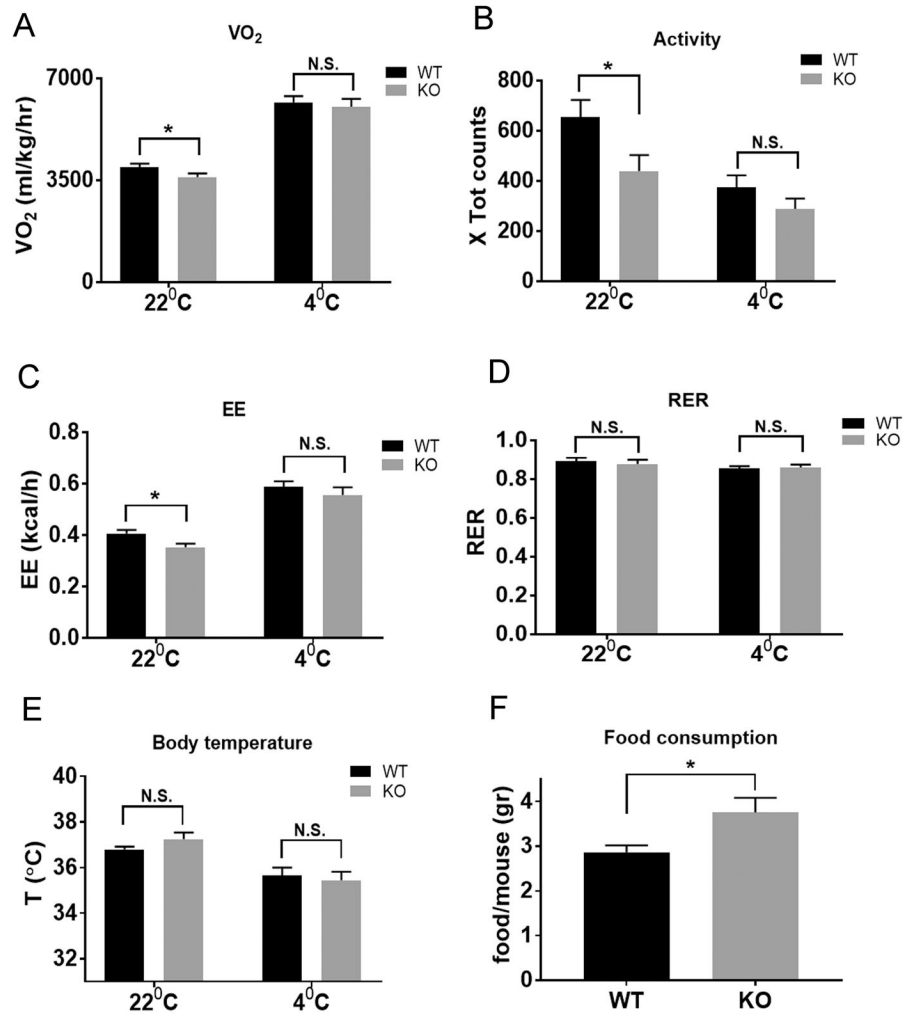 A
VO₂
7000
3500
0
VO₂ (ml/kg/hr)
*
N.S.
WT
KO
22⁰C
4⁰C
B
Activity
800
600
400
200
0
X Tot counts
*
N.S.
WT
KO
22⁰C
4⁰C
C
EE
0.8
0.6
0.4
0.2
0.0
EE (kcal/h)
*
N.S.
WT
KO
22⁰C
4⁰C
D
RER
1.0
0.8
0.6
0.4
0.2
0.0
RER
N.S.
N.S.
WT
KO
22⁰C
4⁰C
E
Body temperature
40
38
36
34
32
T (°C)
N.S.
N.S.
WT
KO
22⁰C
4⁰C
F
Food consumption
4
3
2
1
0
food/mouse (gr)
*
WT
KO